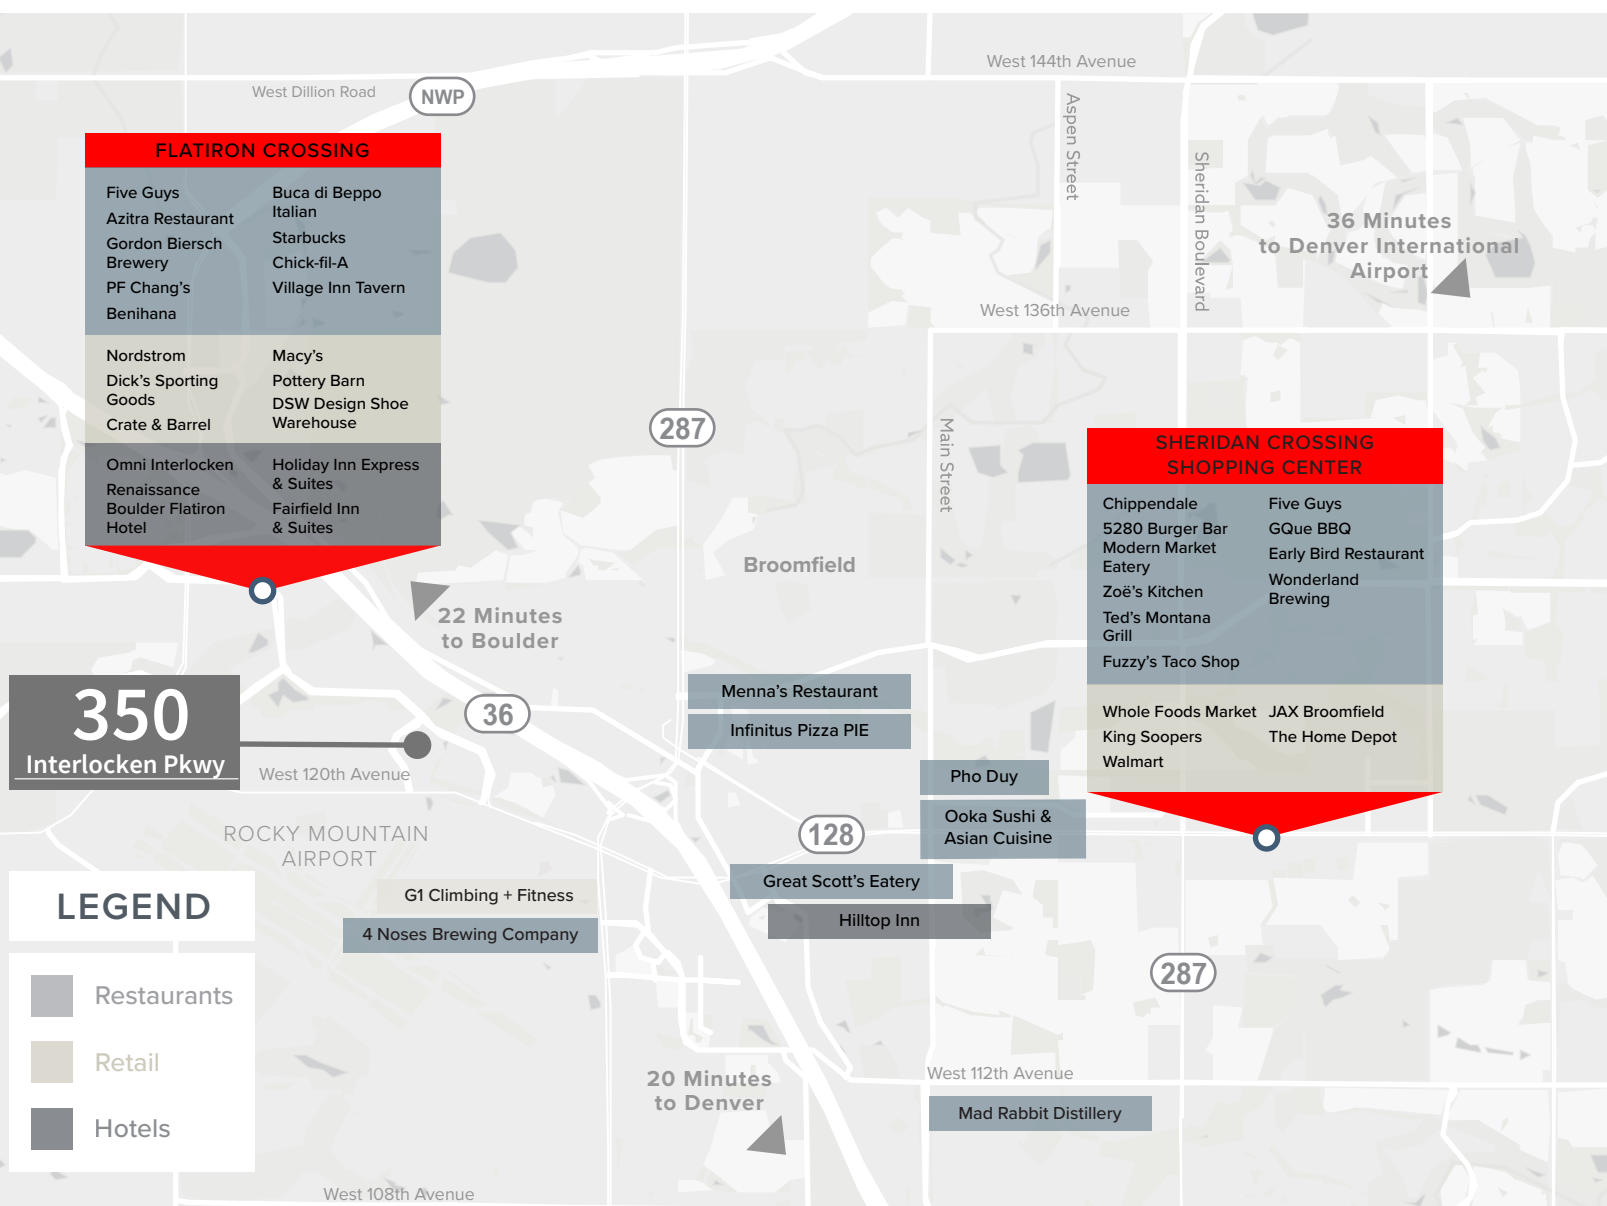 West 144th Avenue
West Dillion Road
NWP
Aspen Street
Sheridan Boulevard
36 Minutes
to Denver International
Airport
West 136th Avenue
FLATIRON CROSSING
Five Guys
Azitra Restaurant
Gordon Biersch
Brewery
PF Chang's
Benihana
Buca di Beppo
Italian
Starbucks
Chick-fil-A
Village Inn Tavern
Nordstrom
Dick's Sporting
Goods
Crate & Barrel
Macy's
Pottery Barn
DSW Design Shoe
Warehouse
Omni Interlocken
Renaissance
Boulder Flatiron
Hotel
Holiday Inn Express
& Suites
Fairfield Inn
& Suites
287
Main Street
Broomfield
22 Minutes
to Boulder
SHERIDAN CROSSING
SHOPPING CENTER
Chippendale
5280 Burger Bar
Modern Market
Eatery
Zoë's Kitchen
Ted's Montana
Grill
Fuzzy's Taco Shop
Five Guys
GQue BBQ
Early Bird Restaurant
Wonderland
Brewing
Whole Foods Market
King Soopers
Walmart
JAX Broomfield
The Home Depot
350
Interlocken Pkwy
36
West 120th Avenue
Menna's Restaurant
Infinitus Pizza PIE
Pho Duy
Ooka Sushi &
Asian Cuisine
128
ROCKY MOUNTAIN
AIRPORT
Great Scott's Eatery
Hilltop Inn
G1 Climbing + Fitness
4 Noses Brewing Company
287
LEGEND
Restaurants
Retail
Hotels
20 Minutes
to Denver
West 112th Avenue
Mad Rabbit Distillery
West 108th Avenue